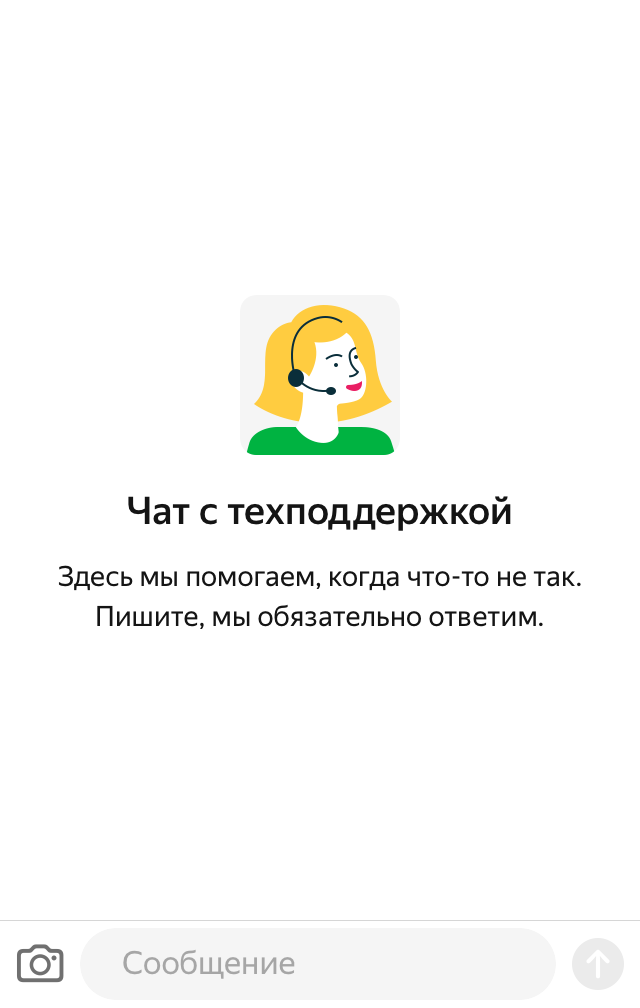 Чат с техподдержкой
Здесь мы помогаем, когда что-то не так.
Пишите, мы обязательно ответим.
Сообщение